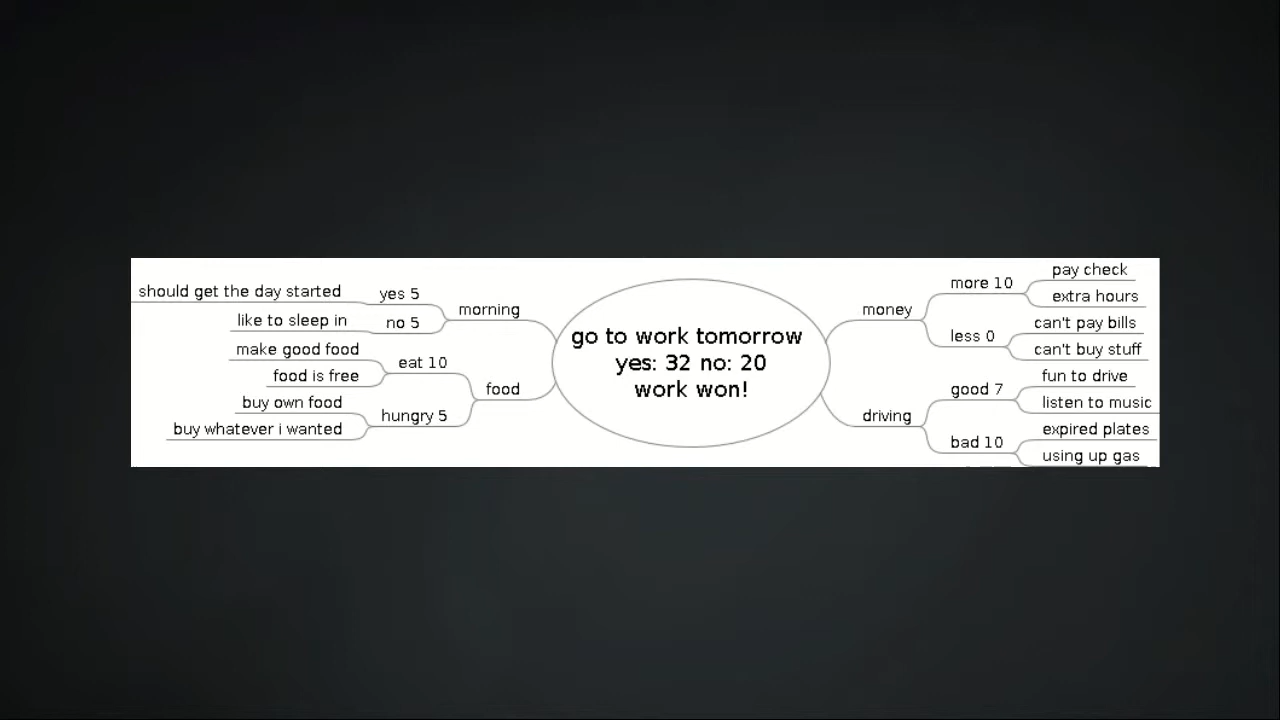 go to work tomorrow
yes: 32 no: 20
work won!
morning
yes 5
should get the day started
no 5
like to sleep in
food
eat 10
make good food
food is free
hungry 5
buy own food
buy whatever i wanted
money
more 10
pay check
extra hours
less 0
can't pay bills
can't buy stuff
driving
good 7
fun to drive
listen to music
bad 10
expired plates
using up gas